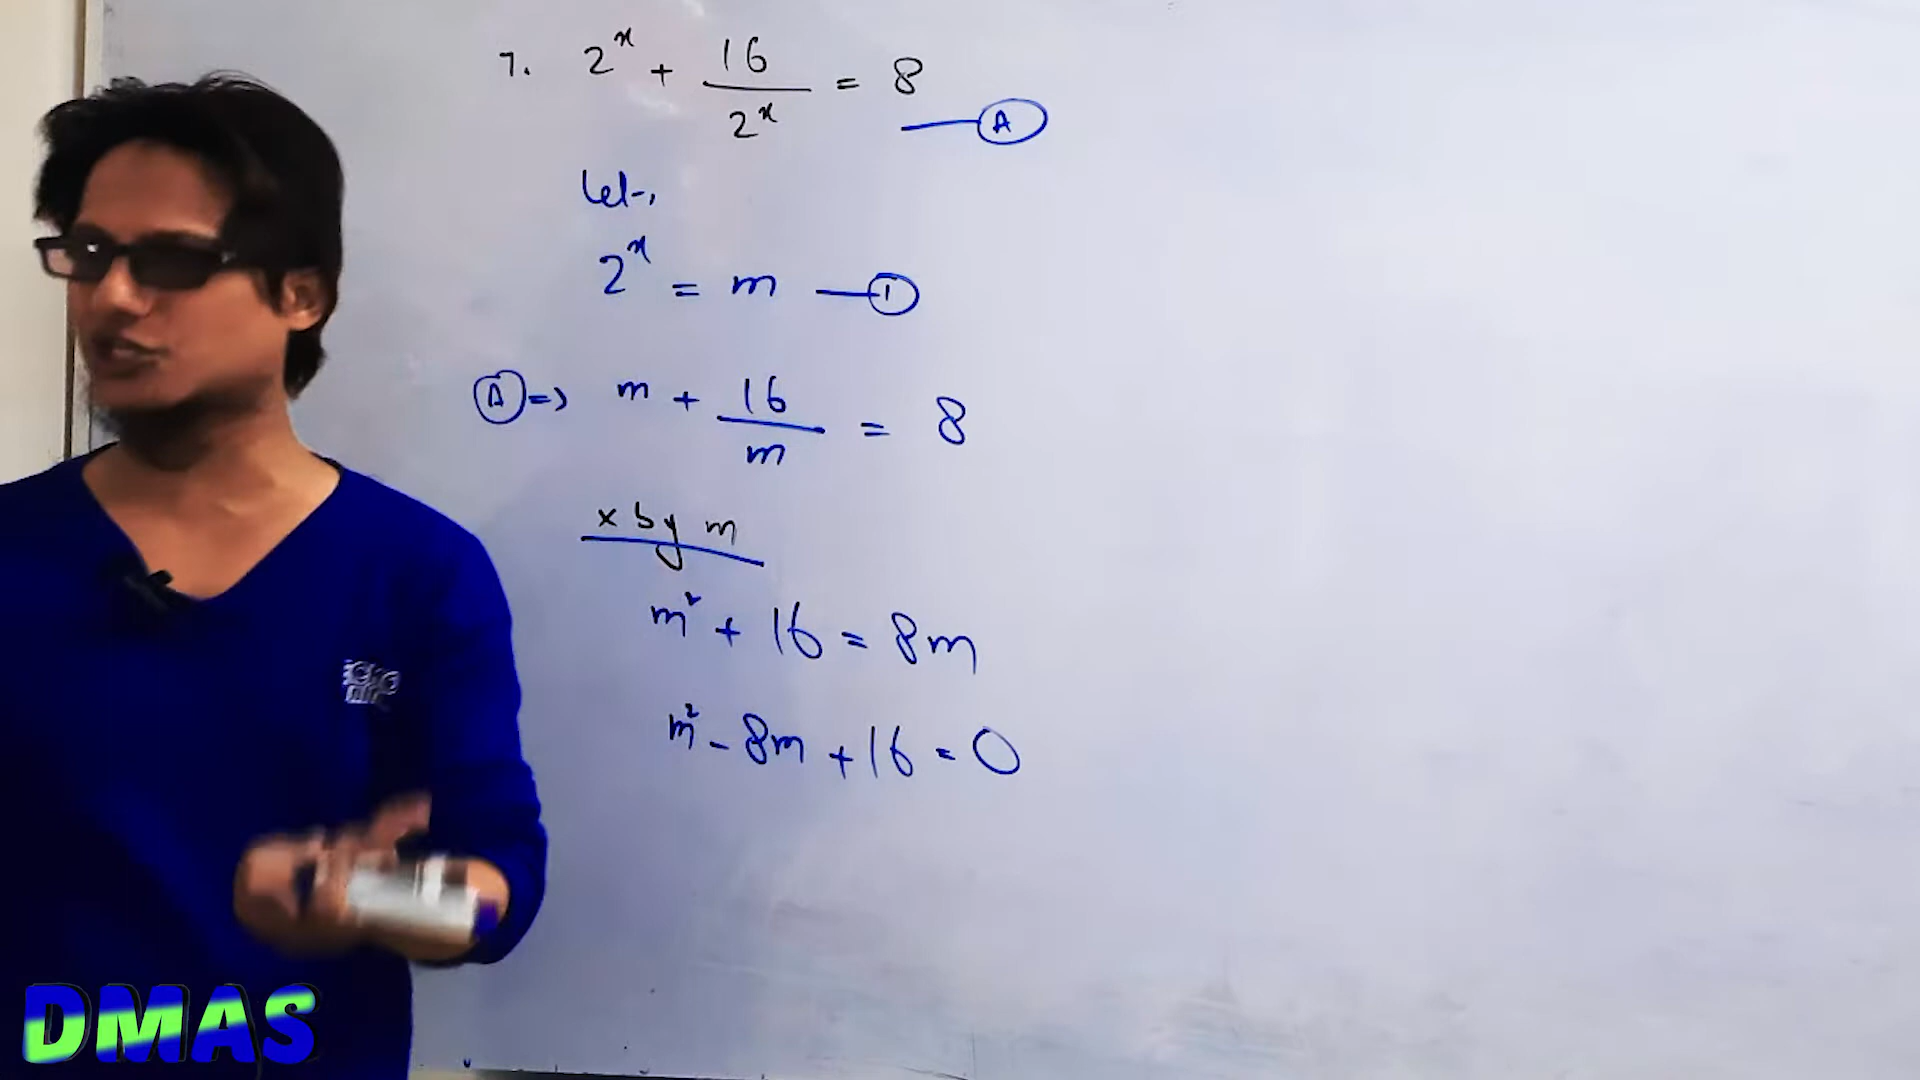 7. 2^x + 16/2^x = 8 — A
Let,
2^x = m — 1
A => m + 16/m = 8
x by m
m² + 16 = 8m
m² - 8m + 16 = 0
DMAS